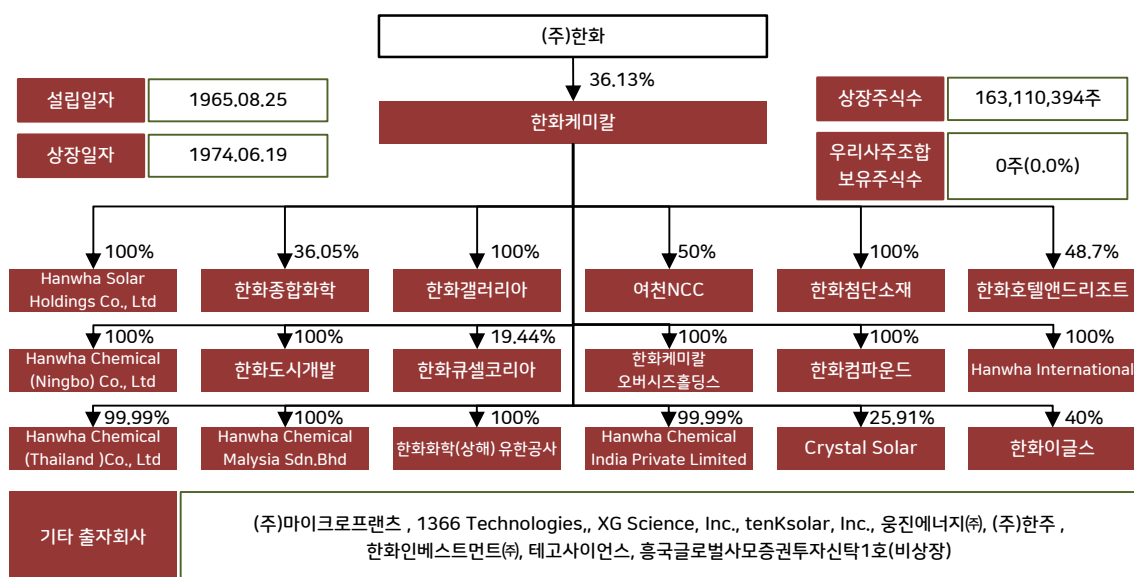 (주)한화
36.13%
설립일자
1965.08.25
한화케미칼
상장주식수
163,110,394주
상장일자
1974.06.19
우리사주조합
보유주식수
0주(0.0%)
100%
36.05%
100%
50%
100%
48.7%
Hanwha Solar
Holdings Co., Ltd
한화종합화학
한화갤러리아
여천NCC
한화첨단소재
한화호텔앤드리조트
100%
100%
19.44%
100%
100%
100%
Hanwha Chemical
(Ningbo) Co., Ltd
한화도시개발
한화큐셀코리아
한화케미칼
오버시즈홀딩스
한화컴파운드
Hanwha International
99.99%
100%
100%
99.99%
25.91%
40%
Hanwha Chemical
(Thailand )Co., Ltd
Hanwha Chemical
Malysia Sdn.Bhd
한화화학(상해) 유한공사
Hanwha Chemical
India Private Limited
Crystal Solar
한화이글스
기타 출자회사
(주)마이크로프랜츠 , 1366 Technologies,, XG Science, Inc., tenKsolar, Inc., 웅진에너지㈜, (주)한주 ,
한화인베스트먼트㈜, 테고사이언스, 흥국글로벌사모증권투자신탁1호(비상장)